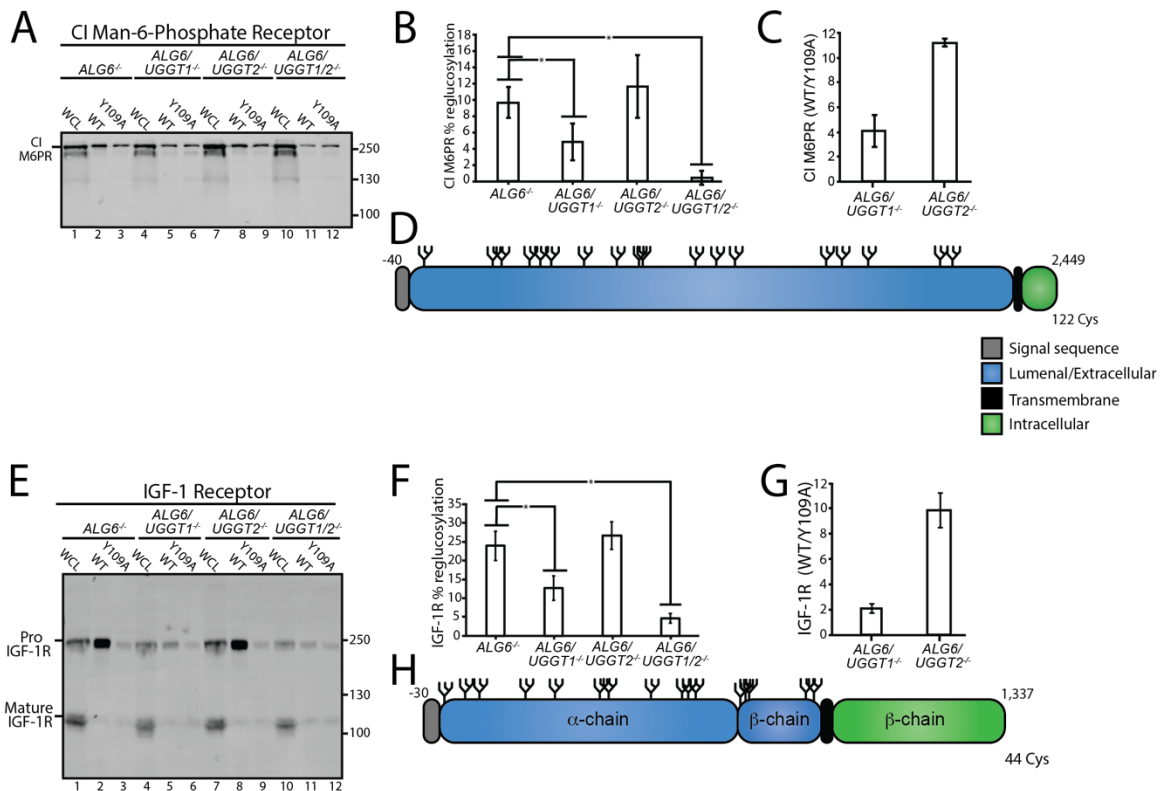 A
CI Man-6-Phosphate Receptor
ALG6-/-
ALG6/
UGGT1-/-
ALG6/
UGGT2-/-
ALG6/
UGGT1/2-/-
WCL WT Y109A WCL WT Y109A WCL WT Y109A WCL WT Y109A
CI
M6PR
250
130
100
1 2 3 4 5 6 7 8 9 10 11 12
B
CI M6PR % reglucosylation
18
16
14
12
10
8
6
4
2
0
*
*
ALG6-/-
ALG6/
UGGT1-/-
ALG6/
UGGT2-/-
ALG6/
UGGT1/2-/-
C
CI M6PR (WT/Y109A)
12
10
8
6
4
2
0
ALG6/
UGGT1-/-
ALG6/
UGGT2-/-
D
-40
2,449
122 Cys
Signal sequence
Lumenal/Extracellular
Transmembrane
Intracellular
E
IGF-1 Receptor
ALG6-/-
ALG6/
UGGT1-/-
ALG6/
UGGT2-/-
ALG6/
UGGT1/2-/-
WCL WT Y109A WCL WT Y109A WCL WT Y109A WCL WT Y109A
Pro
IGF-1R
Mature
IGF-1R
250
130
100
1 2 3 4 5 6 7 8 9 10 11 12
F
IGF-1R % reglucosylation
35
30
25
20
15
10
5
0
*
*
ALG6-/-
ALG6/
UGGT1-/-
ALG6/
UGGT2-/-
ALG6/
UGGT1/2-/-
G
IGF-1R (WT/Y109A)
12
10
8
6
4
2
0
ALG6/
UGGT1-/-
ALG6/
UGGT2-/-
H
-30
α-chain
β-chain
β-chain
1,337
44 Cys